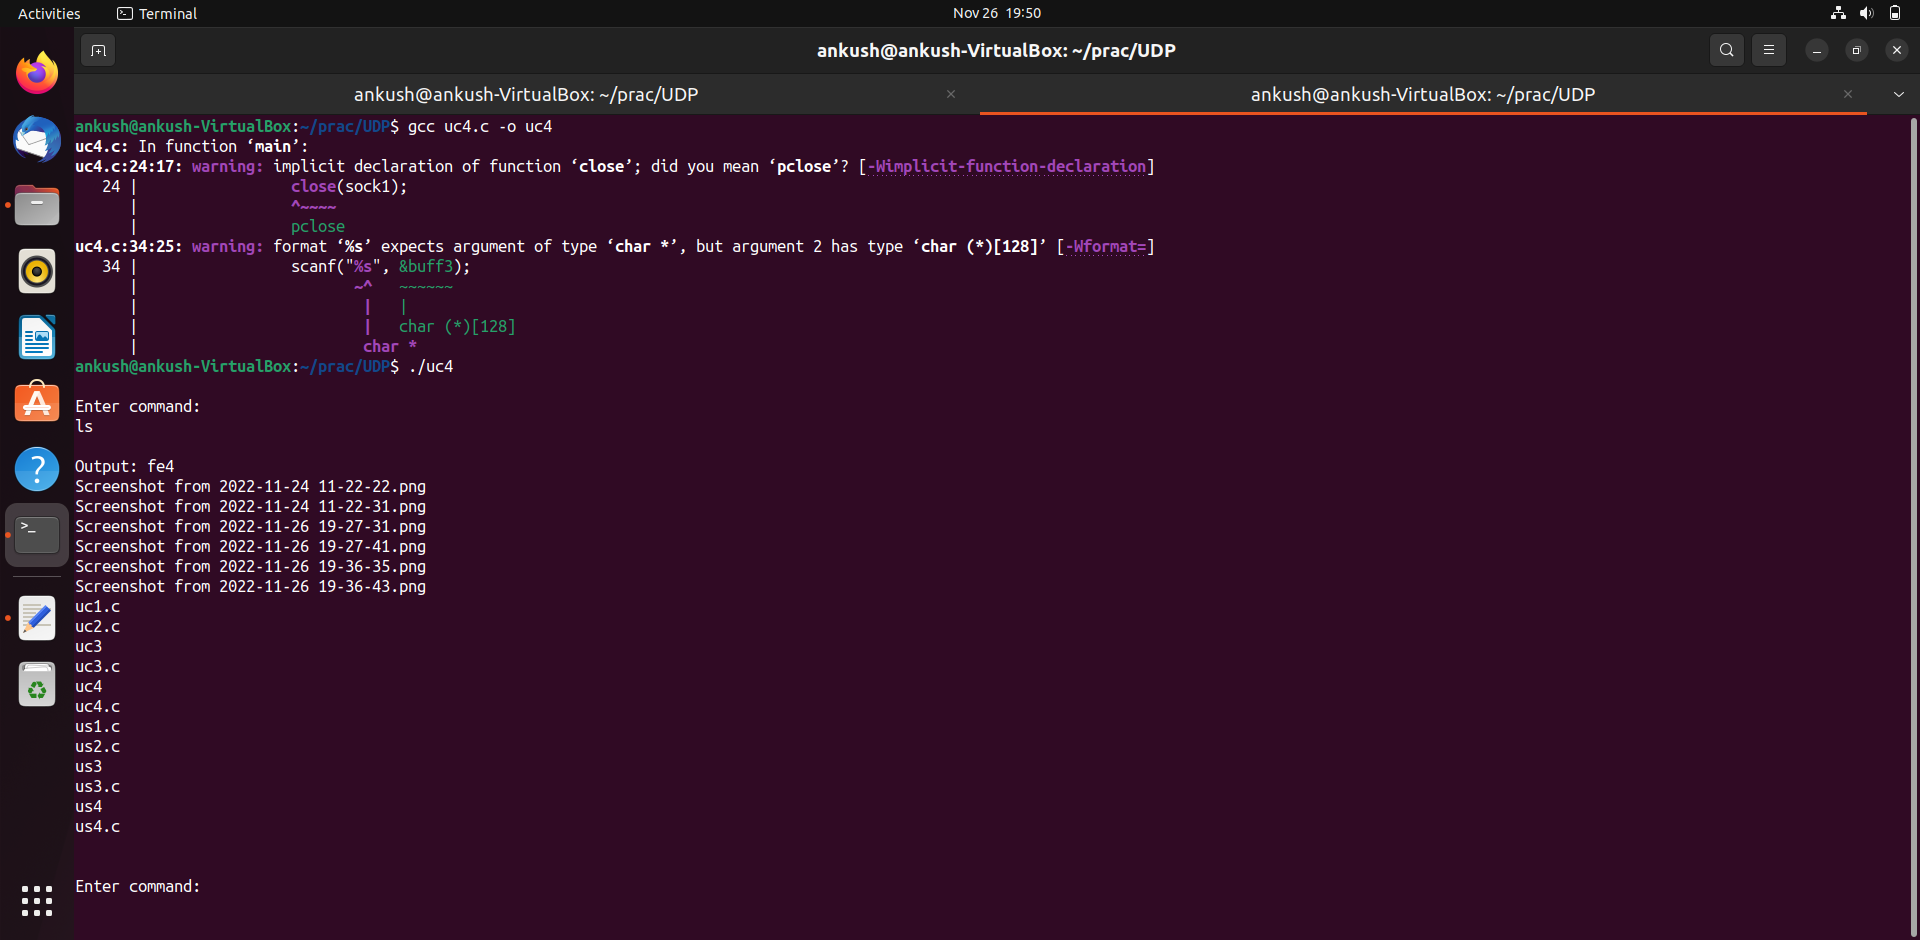 Activities
Terminal
Nov 26 19:50
ankush@ankush-VirtualBox: ~/prac/UDP
ankush@ankush-VirtualBox: ~/prac/UDP
ankush@ankush-VirtualBox: ~/prac/UDP
ankush@ankush-VirtualBox:~/prac/UDP$ gcc uc4.c -o uc4
uc4.c: In function ‘main’:
uc4.c:24:17: warning: implicit declaration of function ‘close’; did you mean ‘pclose’? [-Wimplicit-function-declaration]
   24 |                 close(sock1);
      |                 ^~~~~
      |                 pclose
uc4.c:34:25: warning: format ‘%s’ expects argument of type ‘char *’, but argument 2 has type ‘char (*)[128]’ [-Wformat=]
   34 |                 scanf("%s", &buff3);
      |                        ~^   ~~~~~~
      |                         |   |
      |                         |   char (*)[128]
      |                         char *
ankush@ankush-VirtualBox:~/prac/UDP$ ./uc4
Enter command:
ls
Output: fe4
Screenshot from 2022-11-24 11-22-22.png
Screenshot from 2022-11-24 11-22-31.png
Screenshot from 2022-11-26 19-27-31.png
Screenshot from 2022-11-26 19-27-41.png
Screenshot from 2022-11-26 19-36-35.png
Screenshot from 2022-11-26 19-36-43.png
uc1.c
uc2.c
uc3
uc3.c
uc4
uc4.c
us1.c
us2.c
us3
us3.c
us4
us4.c
Enter command: